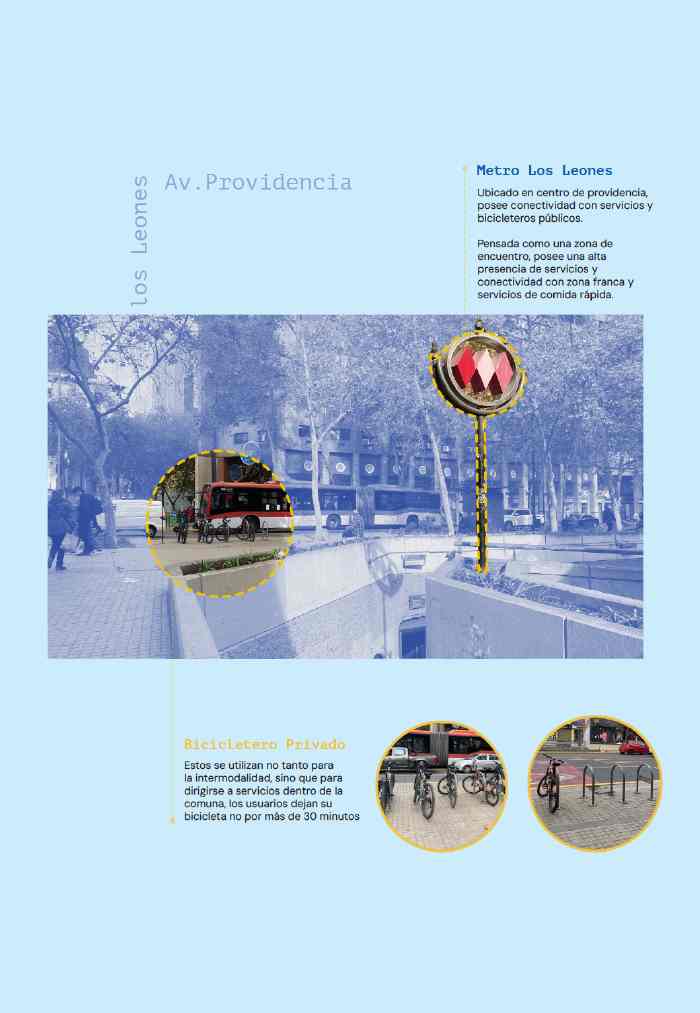 Av.Providencia
los Leones
Metro Los Leones
Ubicado en centro de providencia,
posee conectividad con servicios y
bicicleteros públicos.
Pensada como una zona de
encuentro, posee una alta
presencia de servicios y
conectividad con zona franca y
servicios de comida rápida.
Bicicletero Privado
Estos se utilizan no tanto para
la intermodalidad, sino que para
dirigirse a servicios dentro de la
comuna, los usuarios dejan su
bicicleta no por más de 30 minutos